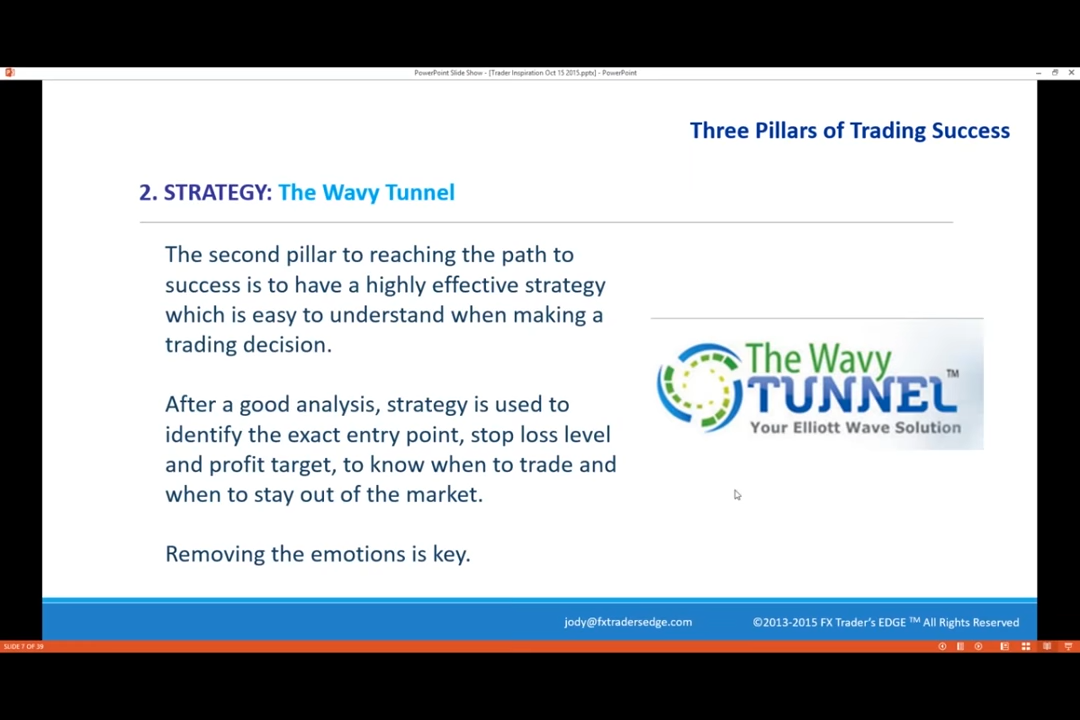 PowerPoint Slide Show - [Trader Inspiration Oct 15 2015.pptx] - PowerPoint
Three Pillars of Trading Success
2. STRATEGY: The Wavy Tunnel
The second pillar to reaching the path to
success is to have a highly effective strategy
which is easy to understand when making a
trading decision.
After a good analysis, strategy is used to
identify the exact entry point, stop loss level
and profit target, to know when to trade and
when to stay out of the market.
Removing the emotions is key.
The Wavy
TUNNEL™
Your Elliott Wave Solution
jody@fxtradersedge.com ©2013-2015 FX Trader’s EDGE ™ All Rights Reserved
SLIDE 7 OF 39